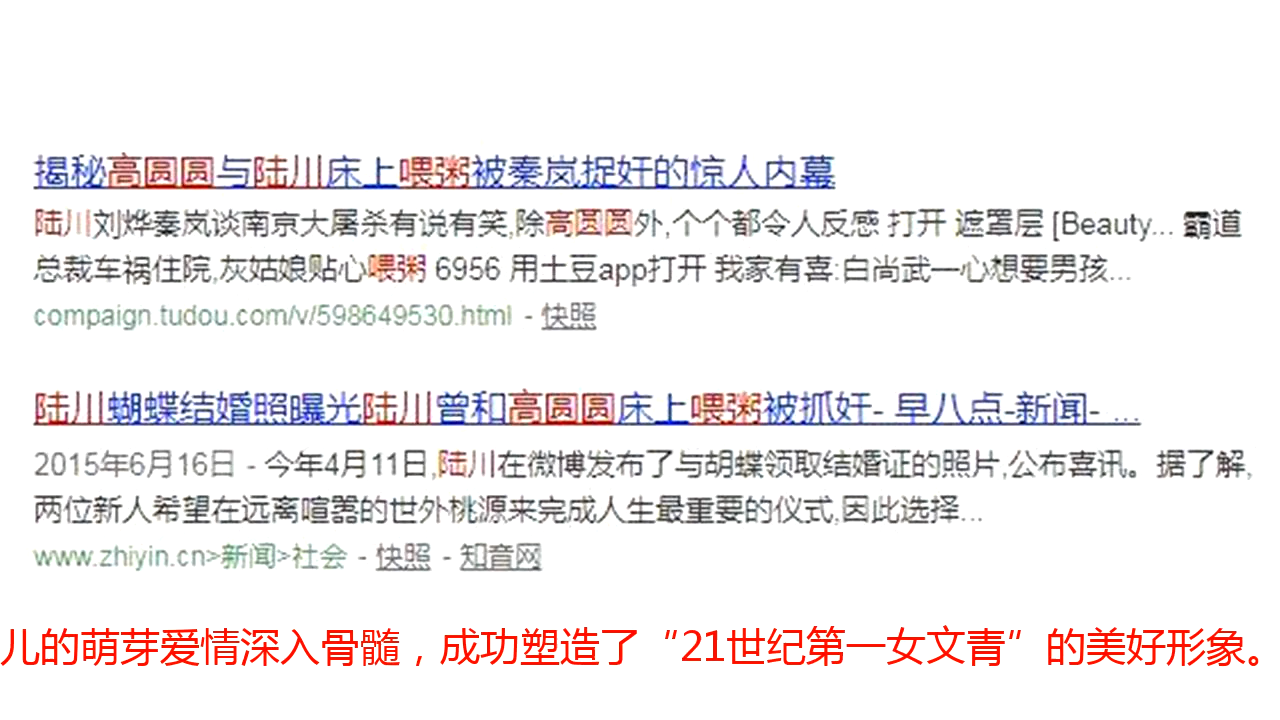 揭秘高圆圆与陆川床上喂粥被秦岚捉奸的惊人内幕
陆川刘烨秦岚谈南京大屠杀有说有笑,除高圆圆外,个个都令人反感 打开 遮罩层 [Beauty... 霸道
总裁车祸住院,灰姑娘贴心喂粥 6956 用土豆app打开 我家有喜:白尚武一心想要男孩...
compaign.tudou.com/v/598649530.html - 快照
陆川蝴蝶结婚照曝光陆川曾和高圆圆床上喂粥被抓奸- 早八点-新闻- ...
2015年6月16日 - 今年4月11日,陆川在微博发布了与胡蝶领取结婚证的照片,公布喜讯。据了解,
两位新人希望在远离喧嚣的世外桃源来完成人生最重要的仪式,因此选择...
www.zhiyin.cn>新闻>社会 - 快照 - 知音网
儿的萌芽爱情深入骨髓，成功塑造了“21世纪第一女文青”的美好形象。